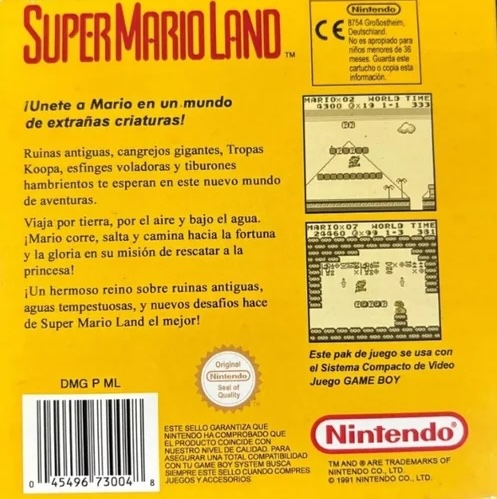 SUPER MARIO LAND ™
Nintendo
CE
8754 Großostheim,
Deutschland.
No es apropiado para
niños menores de 36
meses. Guarda este
cartucho o copia esta
información.
¡Unete a Mario en un mundo
de extrañas criaturas!
Ruinas antiguas, cangrejos gigantes, Tropas
Koopa, esfinges voladoras y tiburones
hambrientos te esperan en este nuevo mundo
de aventuras.
Viaja por tierra, por el aire y bajo el agua.
¡Mario corre, salta y camina hacia la fortuna
y la gloria en su misión de rescatar a la
princesa!
¡Un hermoso reino sobre ruinas antiguas,
aguas tempestuosas, y nuevos desafios hace
de Super Mario Land el mejor!
MARIO×02 WORLD TIME
4300 ×19 1-1 333
MARIO×07 WORLD TIME
24460 ×99 1-3 381
Este pak de juego se usa con
el Sistema Compacto de Video
Juego GAME BOY
DMG P ML
0 45496 73004 8
Original
Nintendo
Seal of
Quality
ESTE SELLO GARANTIZA QUE
NINTENDO HA COMPROBADO QUE
EL PRODUCTO COINCIDE CON
NUESTRO NIVEL DE CALIDAD. PARA
ASEGURAR UNA TOTAL COMPATIBILIDAD
CON TU GAME BOY SYSTEM BUSCA
SIEMPRE ESTE SELLO CUANDO COMPRES
JUEGOS Y ACCESORIOS.
Nintendo®
TM AND ® ARE TRADEMARKS OF
NINTENDO CO., LTD.
© 1991 NINTENDO CO., LTD.